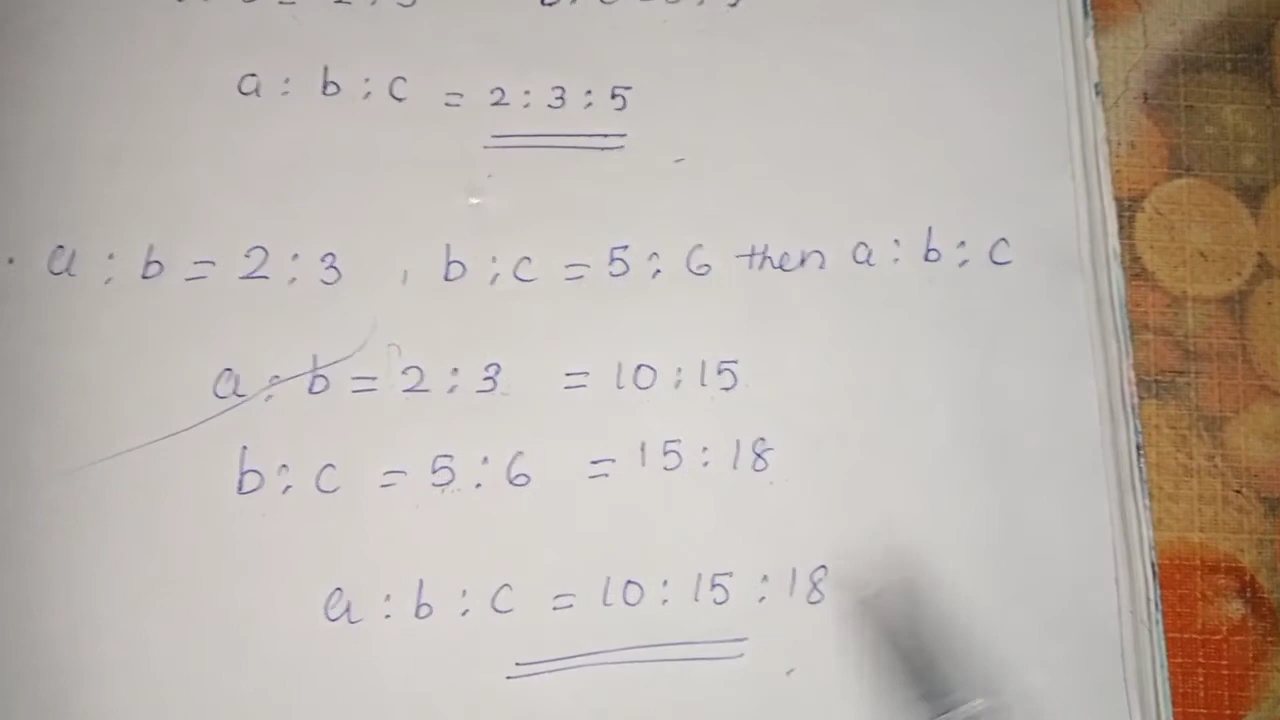 a : b : c = 2 : 3 : 5
a : b = 2 : 3 , b : c = 5 : 6 then a : b : c
a : b = 2 : 3 = 10 : 15
b : c = 5 : 6 = 15 : 18
a : b : c = 10 : 15 : 18